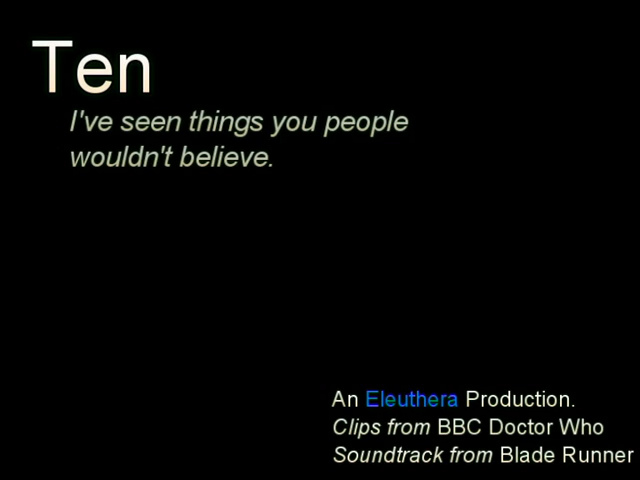 Ten
I've seen things you people
wouldn't believe.
An Eleuthera Production.
Clips from BBC Doctor Who
Soundtrack from Blade Runner